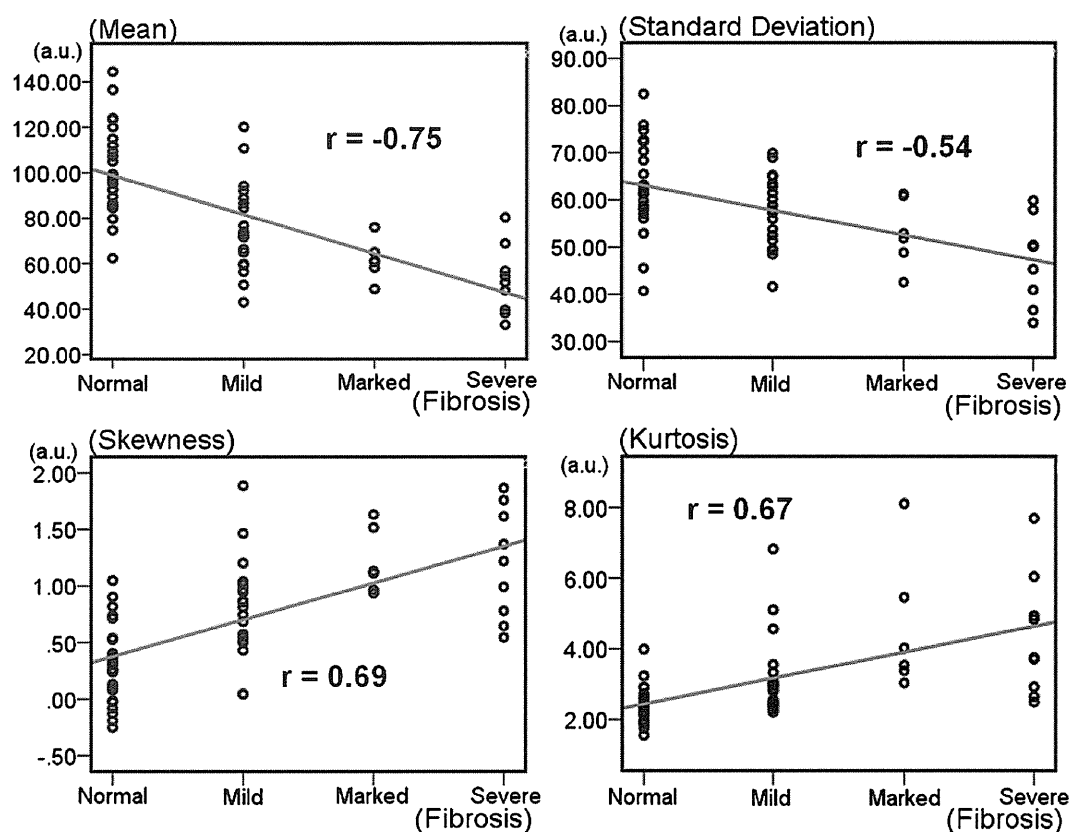 (Mean)
(a.u.)
140.00
120.00
100.00
80.00
60.00
40.00
20.00
r = -0.75
Normal Mild Marked Severe
(Fibrosis)
(Standard Deviation)
(a.u.)
90.00
80.00
70.00
60.00
50.00
40.00
30.00
r = -0.54
Normal Mild Marked Severe
(Fibrosis)
(Skewness)
(a.u.)
2.00
1.50
1.00
.50
.00
-.50
r = 0.69
Normal Mild Marked Severe
(Fibrosis)
(Kurtosis)
(a.u.)
8.00
6.00
4.00
2.00
r = 0.67
Normal Mild Marked Severe
(Fibrosis)